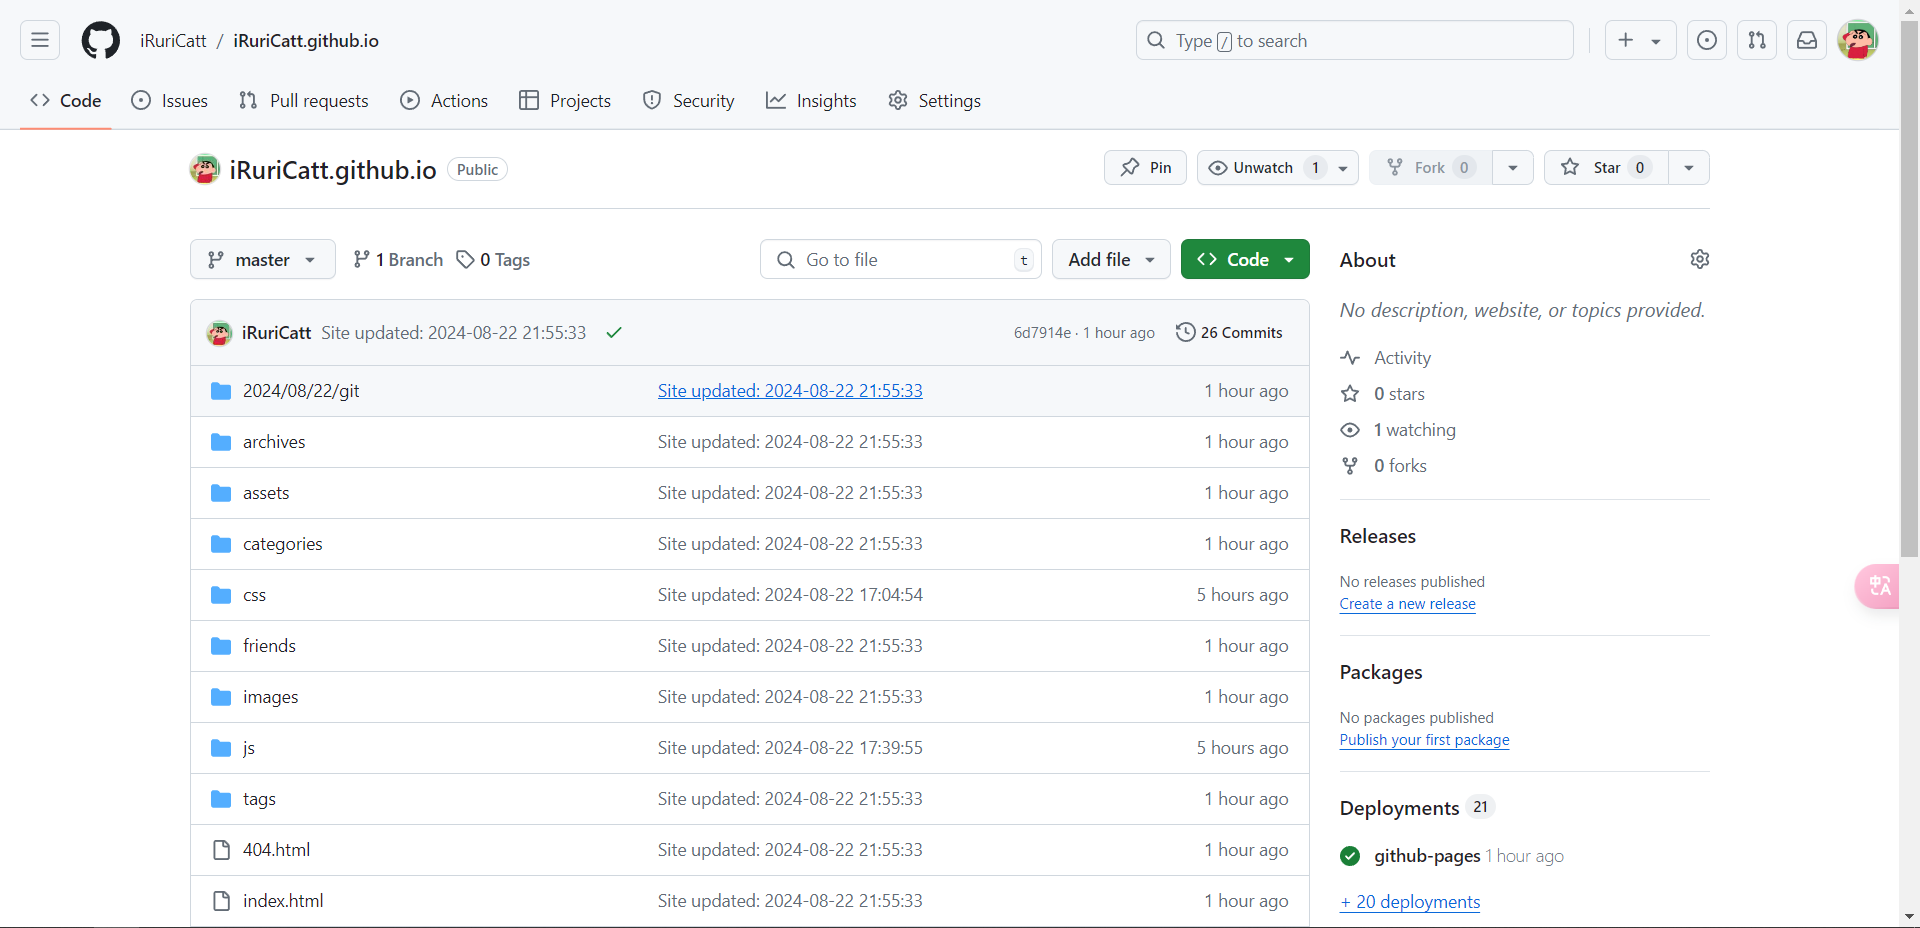 iRuriCatt / iRuriCatt.github.io
Type / to search
Code Issues Pull requests Actions Projects Security Insights Settings
iRuriCatt.github.io Public
Pin Unwatch 1 Fork 0 Star 0
master 1 Branch 0 Tags Go to file t Add file Code
iRuriCatt Site updated: 2024-08-22 21:55:33 6d7914e · 1 hour ago 26 Commits
2024/08/22/git Site updated: 2024-08-22 21:55:33 1 hour ago
archives Site updated: 2024-08-22 21:55:33 1 hour ago
assets Site updated: 2024-08-22 21:55:33 1 hour ago
categories Site updated: 2024-08-22 21:55:33 1 hour ago
css Site updated: 2024-08-22 17:04:54 5 hours ago
friends Site updated: 2024-08-22 21:55:33 1 hour ago
images Site updated: 2024-08-22 21:55:33 1 hour ago
js Site updated: 2024-08-22 17:39:55 5 hours ago
tags Site updated: 2024-08-22 21:55:33 1 hour ago
404.html Site updated: 2024-08-22 21:55:33 1 hour ago
index.html Site updated: 2024-08-22 21:55:33 1 hour ago
About
No description, website, or topics provided.
Activity
0 stars
1 watching
0 forks
Releases
No releases published
Create a new release
Packages
No packages published
Publish your first package
Deployments 21
github-pages 1 hour ago
+ 20 deployments
中A